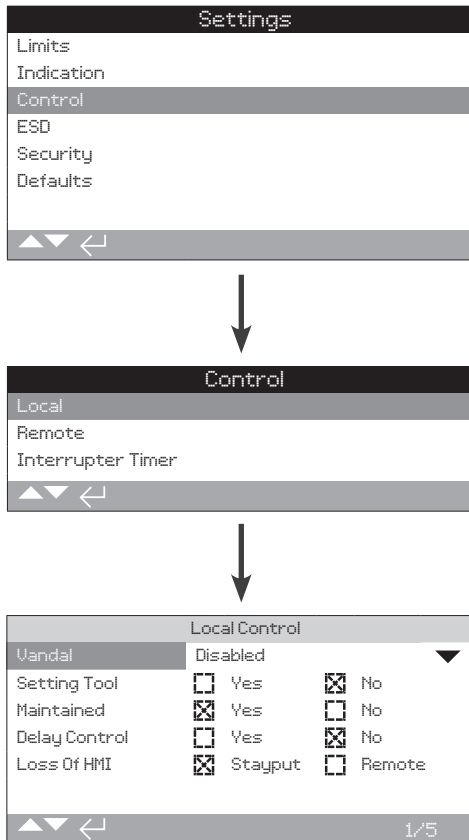 Settings
Limits
Indication
Control
ESD
Security
Defaults
Control
Local
Remote
Interrupter Timer
Local Control
Vandal Disabled
Setting Tool Yes No
Maintained Yes No
Delay Control Yes No
Loss Of HMI Stayput Remote
1/5